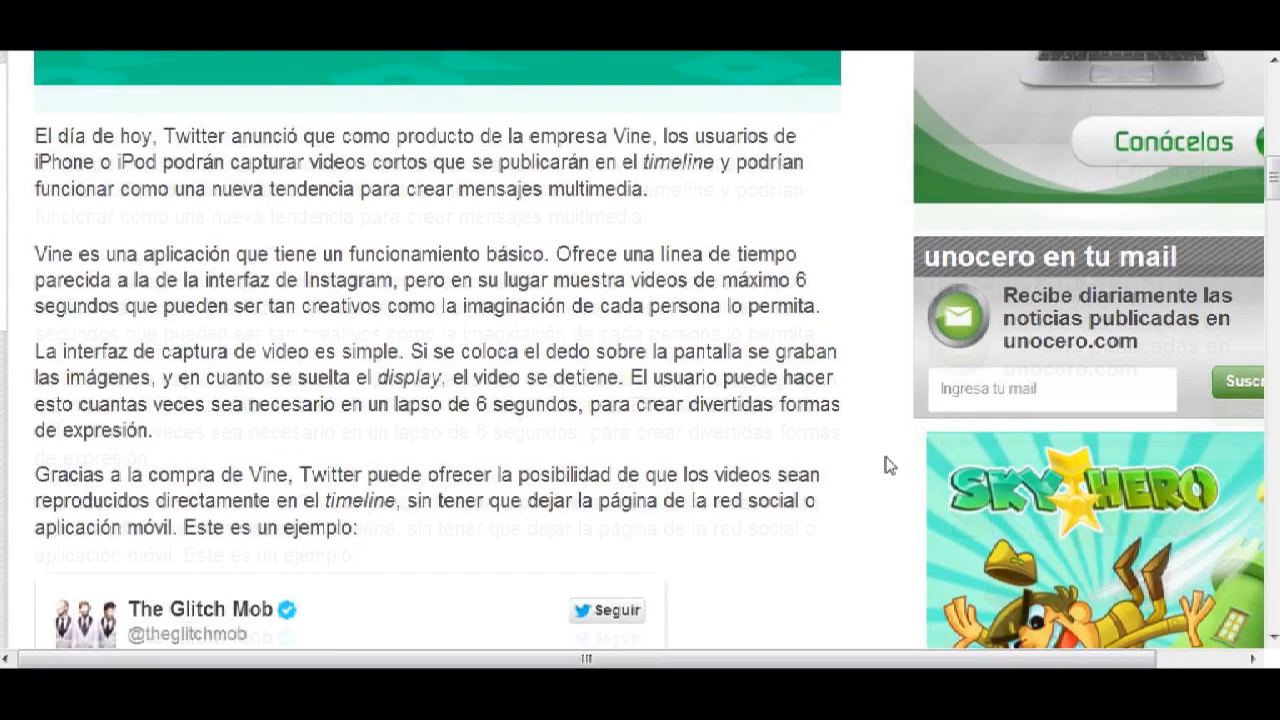 El día de hoy, Twitter anunció que como producto de la empresa Vine, los usuarios de
iPhone o iPod podrán capturar videos cortos que se publicarán en el timeline y podrían
funcionar como una nueva tendencia para crear mensajes multimedia.
Vine es una aplicación que tiene un funcionamiento básico. Ofrece una línea de tiempo
parecida a la de la interfaz de Instagram, pero en su lugar muestra videos de máximo 6
segundos que pueden ser tan creativos como la imaginación de cada persona lo permita.
La interfaz de captura de video es simple. Si se coloca el dedo sobre la pantalla se graban
las imágenes, y en cuanto se suelta el display, el video se detiene. El usuario puede hacer
esto cuantas veces sea necesario en un lapso de 6 segundos, para crear divertidas formas
de expresión.
Gracias a la compra de Vine, Twitter puede ofrecer la posibilidad de que los videos sean
reproducidos directamente en el timeline, sin tener que dejar la página de la red social o
aplicación móvil. Este es un ejemplo:
The Glitch Mob
@theglitchmob
Seguir
Conócelos
unocero en tu mail
Recibe diariamente las
noticias publicadas en
unocero.com
Ingresa tu mail
Suscr
SKY HERO